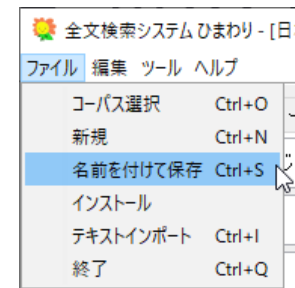 全文検索システム ひまわり - [日
ファイル 編集 ツール ヘルプ
コーパス選択 Ctrl+O
新規 Ctrl+N
名前を付けて保存 Ctrl+S
インストール
テキストインポート Ctrl+I
終了 Ctrl+Q